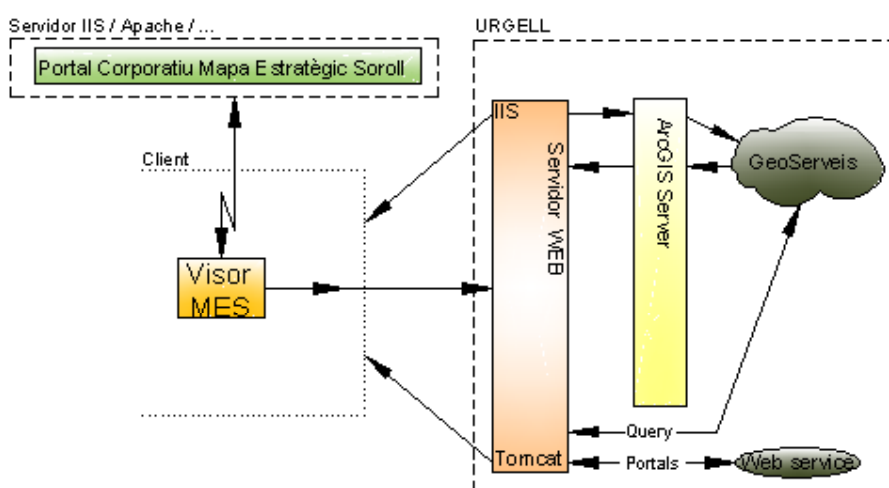 Servidor IIS / Apache / ...
URGELL
Portal Corporatiu Mapa Estratègic Soroll
Client
IIS
Servidor WEB
ArcGIS Server
GeoServeis
Visor
MES
Query
Tomcat
Portals
Web service